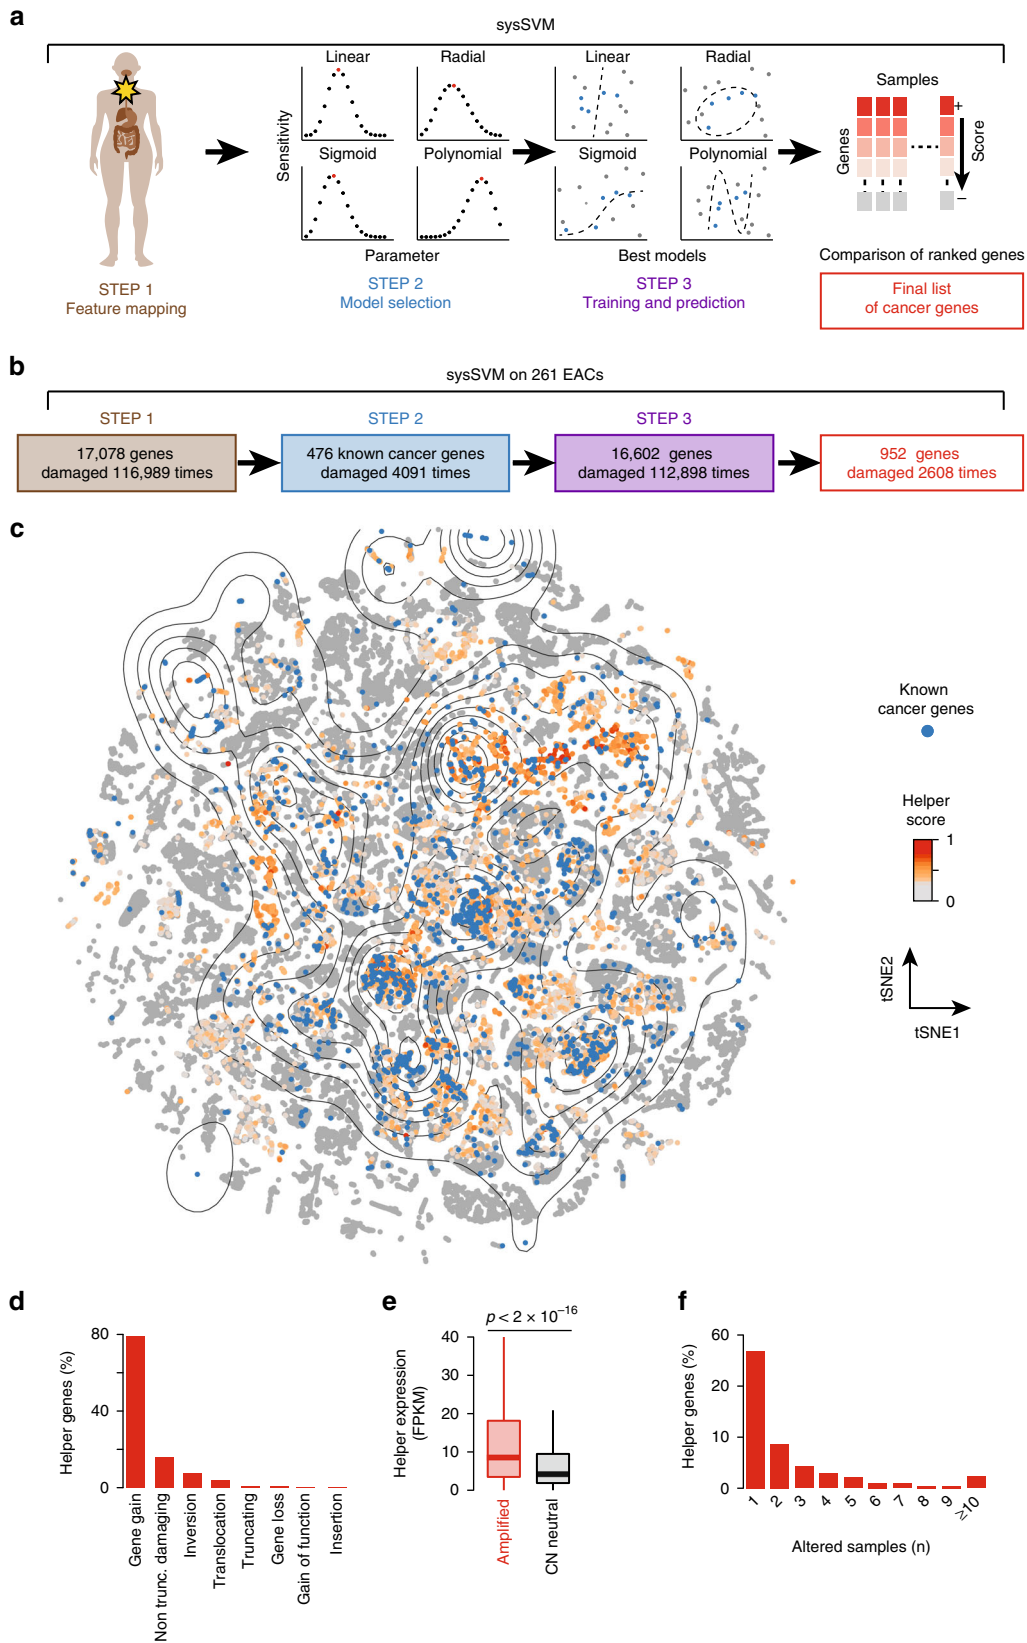 a
sysSVM
Linear
Radial
Sigmoid
Polynomial
Sensitivity
Parameter
Linear
Radial
Sigmoid
Polynomial
Best models
Samples
Genes
+
Score
−
Comparison of ranked genes
STEP 1
Feature mapping
STEP 2
Model selection
STEP 3
Training and prediction
Final list
of cancer genes
b
sysSVM on 261 EACs
STEP 1
STEP 2
STEP 3
17,078 genes
damaged 116,989 times
476 known cancer genes
damaged 4091 times
16,602 genes
damaged 112,898 times
952 genes
damaged 2608 times
c
Known
cancer genes
Helper
score
1
0
tSNE2
tSNE1
d
Helper genes (%)
80
40
0
Gene gain
Non trunc. damaging
Inversion
Translocation
Truncating
Gene loss
Gain of function
Insertion
e
p < 2 × 10⁻¹⁶
Helper expression
(FPKM)
40
30
20
10
0
Amplified
CN neutral
f
Helper genes (%)
60
20
10
0
1
2
3
4
5
6
7
8
9
≥10
Altered samples (n)